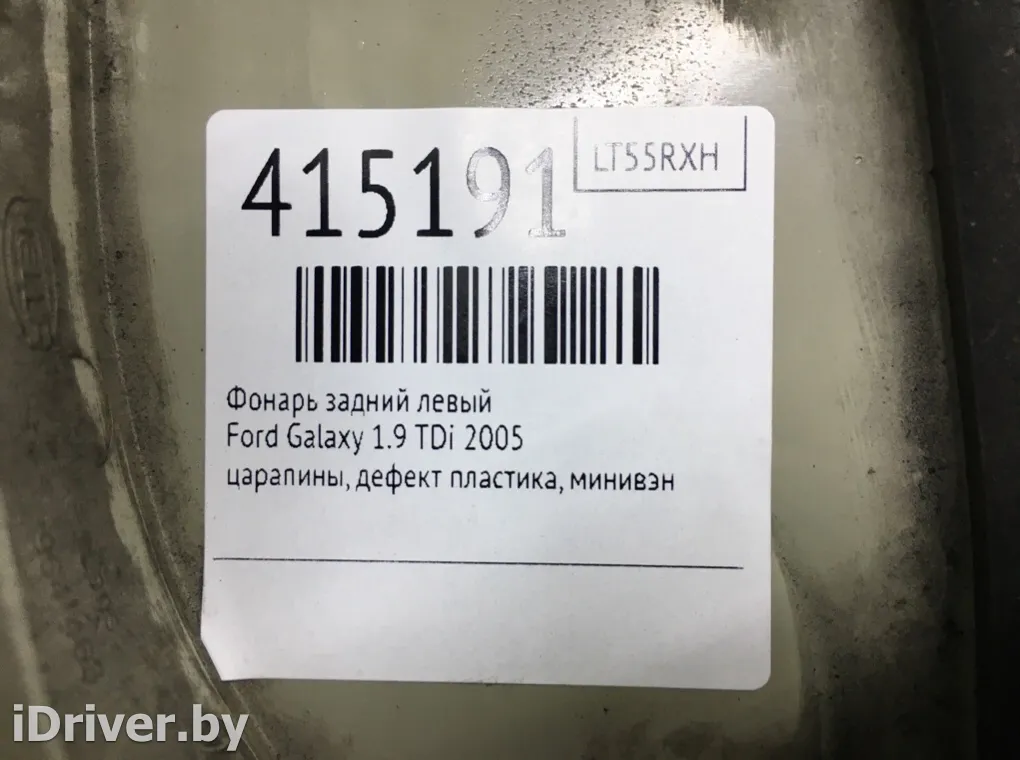 415191
LT55RXH
Фонарь задний левый
Ford Galaxy 1.9 TDi 2005
царапины, дефект пластика, минивэн
iDriver.by